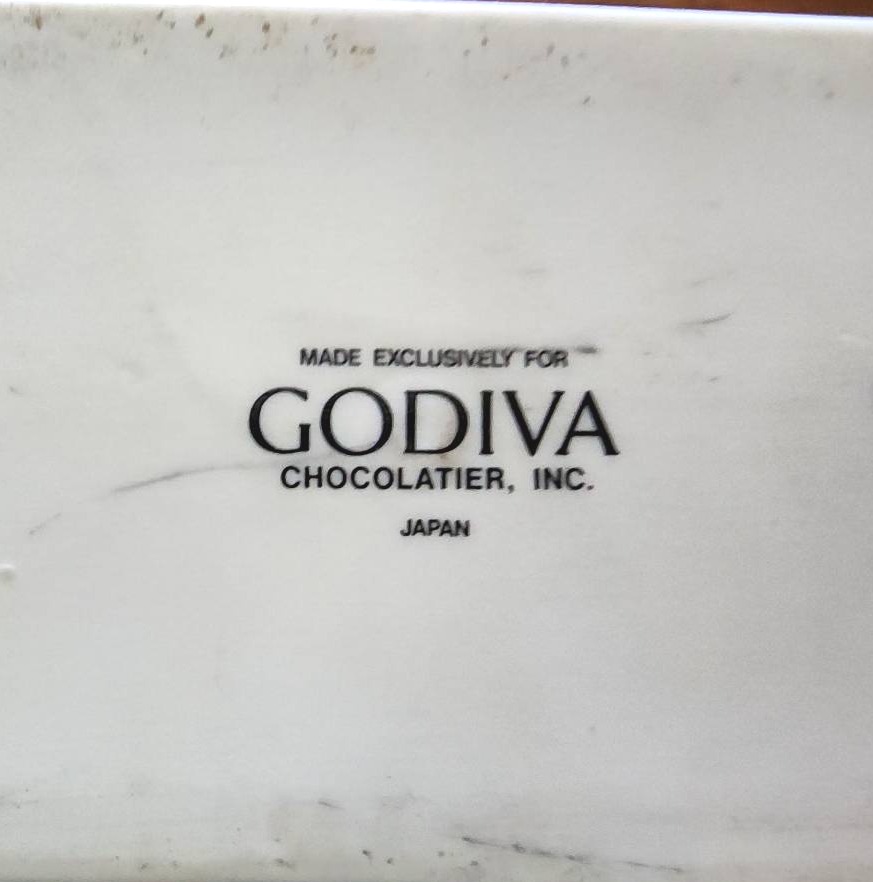 MADE EXCLUSIVELY FOR
GODIVA
CHOCOLATIER, INC.
JAPAN